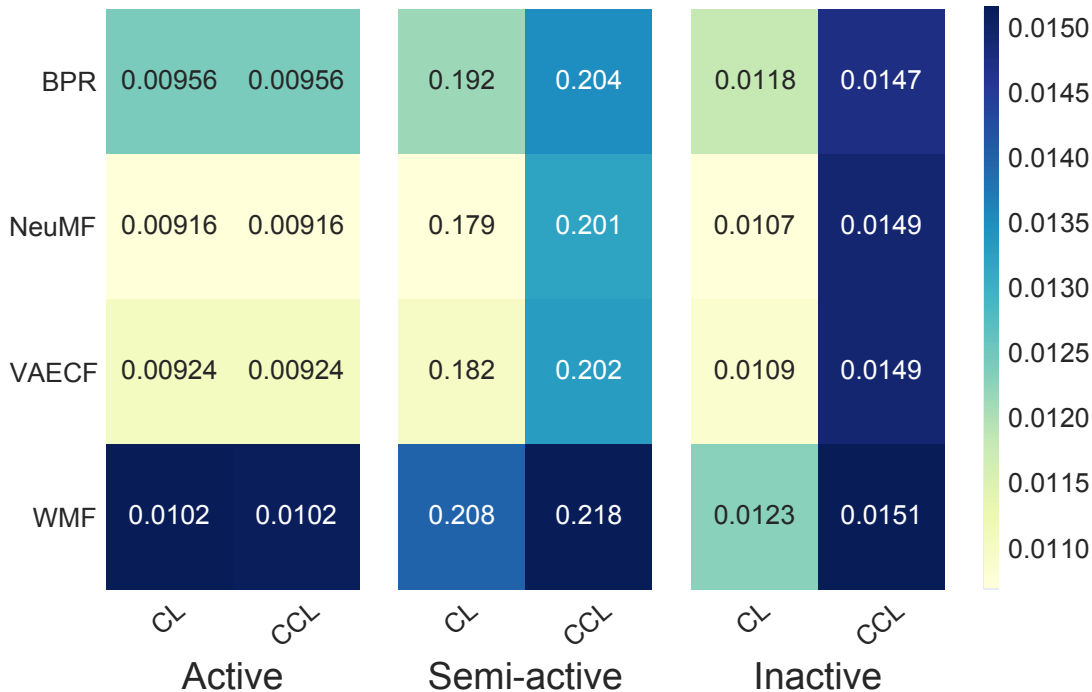 BPR 0.00956 0.00956 0.192 0.204 0.0118 0.0147
NeuMF 0.00916 0.00916 0.179 0.201 0.0107 0.0149
VAECF 0.00924 0.00924 0.182 0.202 0.0109 0.0149
WMF 0.0102 0.0102 0.208 0.218 0.0123 0.0151
CL CCL CL CCL CL CCL
Active Semi-active Inactive
0.0150
0.0145
0.0140
0.0135
0.0130
0.0125
0.0120
0.0115
0.0110